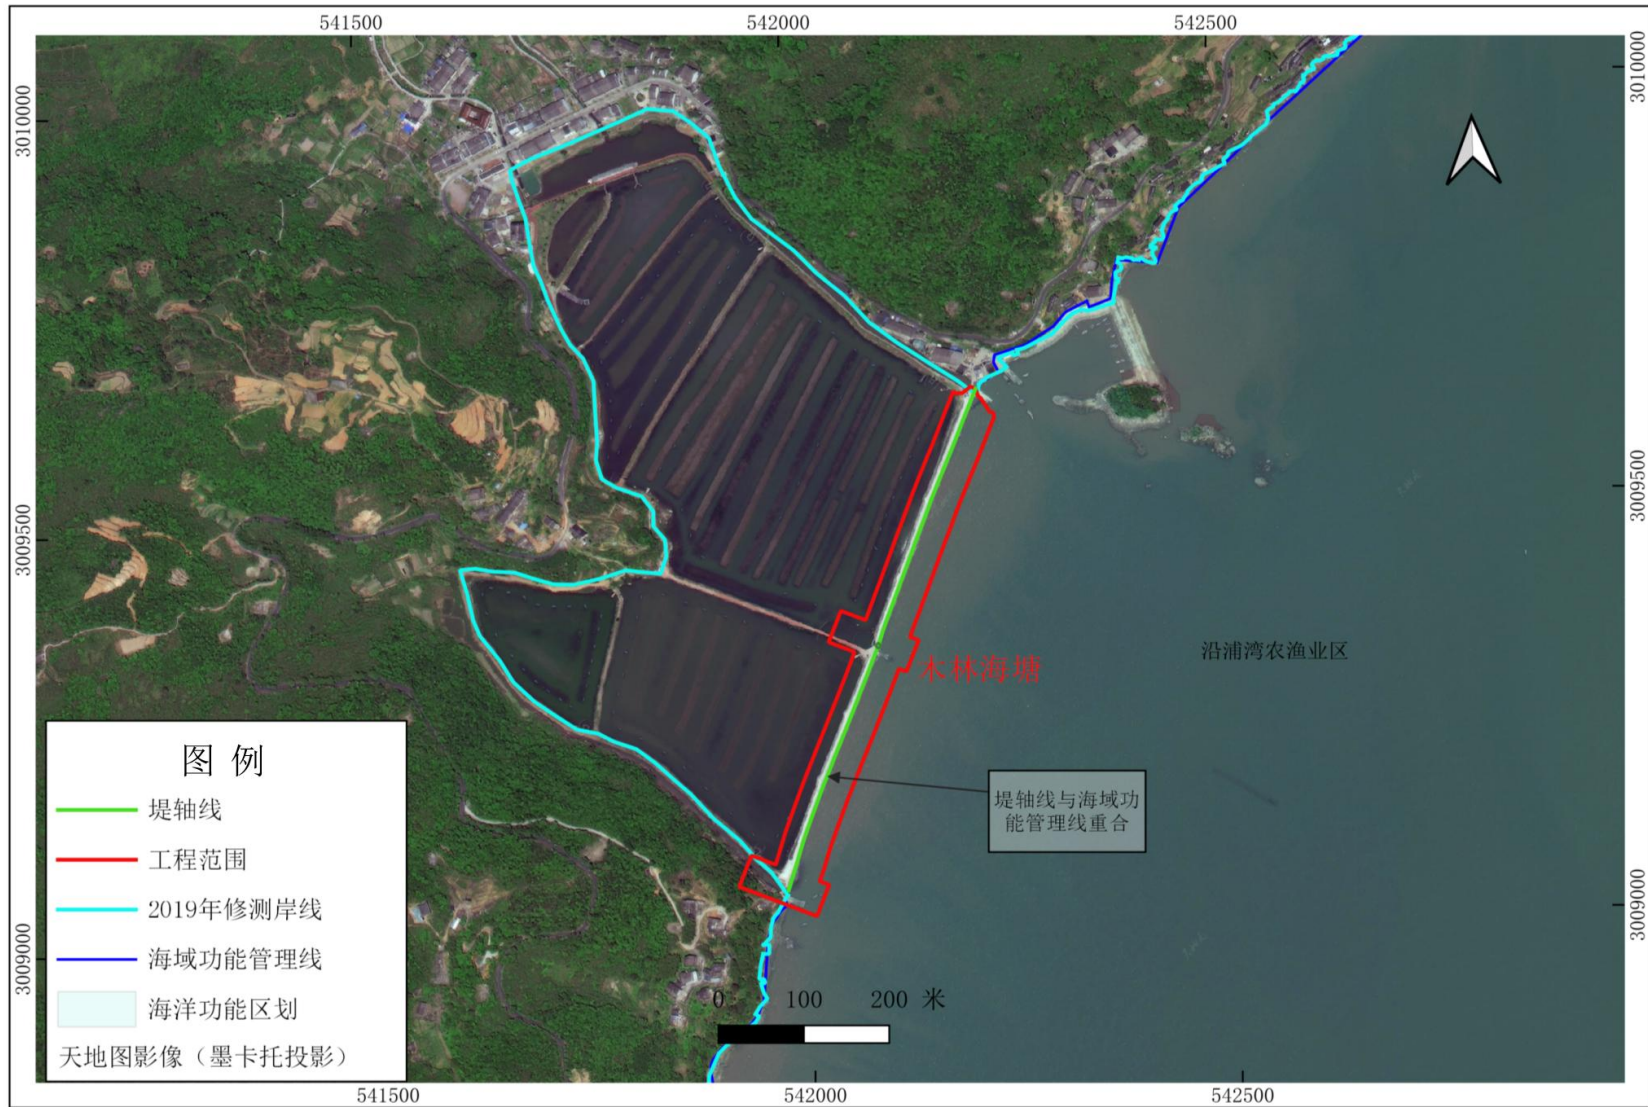 541500
542000
542500
3010000
3010000
3009500
3009500
3009000
3009000
沿浦湾农渔业区
木林海塘
堤轴线与海域功
能管理线重合
图 例
堤轴线
工程范围
2019年修测岸线
海域功能管理线
海洋功能区划
天地图影像（墨卡托投影）
0 100 200 米
541500
542000
542500